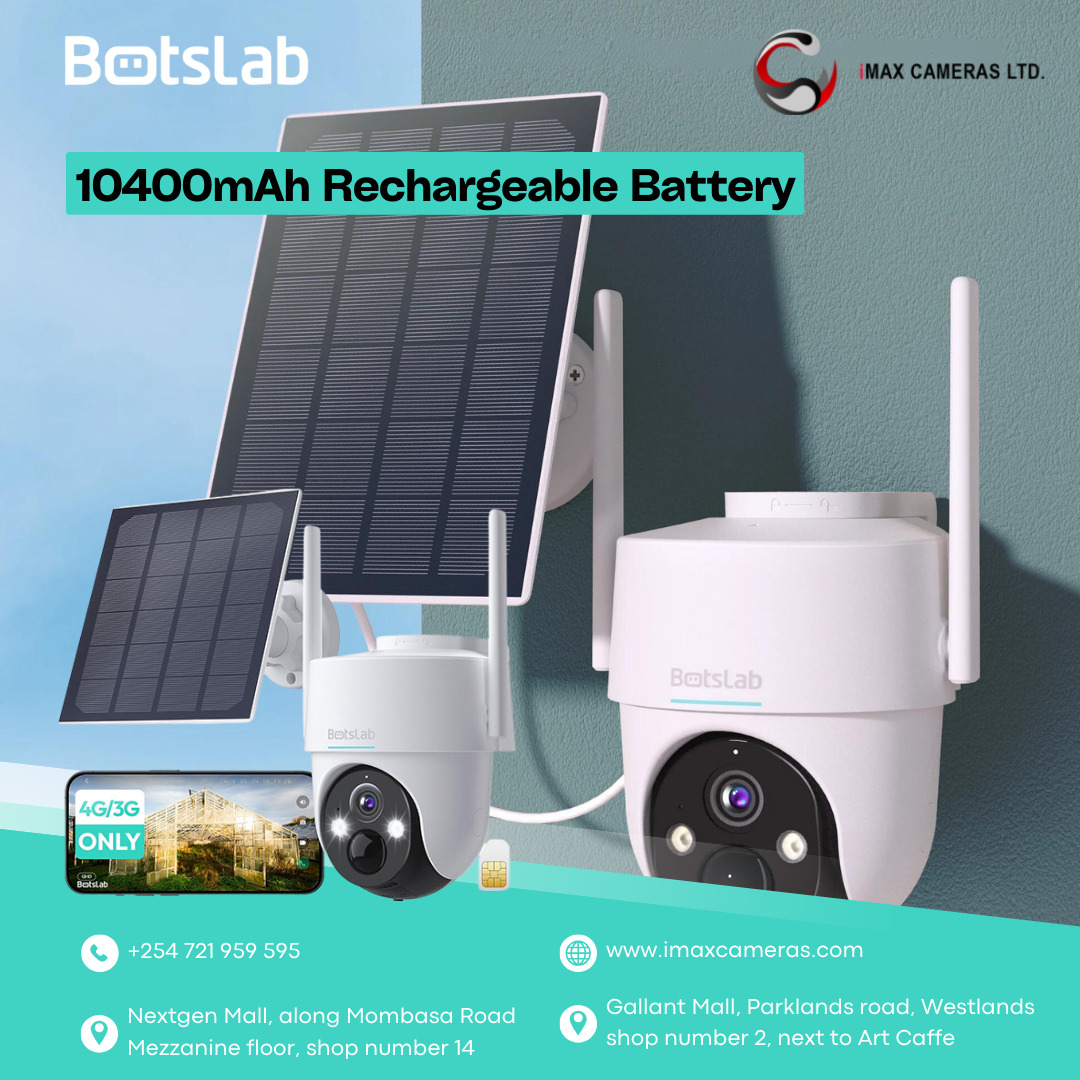 BotsLab
iMAX CAMERAS LTD.
10400mAh Rechargeable Battery
BotsLab
BotsLab
4G/3G
ONLY
QHD
BotsLab
+254 721 959 595
www.imaxcameras.com
Nextgen Mall, along Mombasa Road
Mezzanine floor, shop number 14
Gallant Mall, Parklands road, Westlands
shop number 2, next to Art Caffe